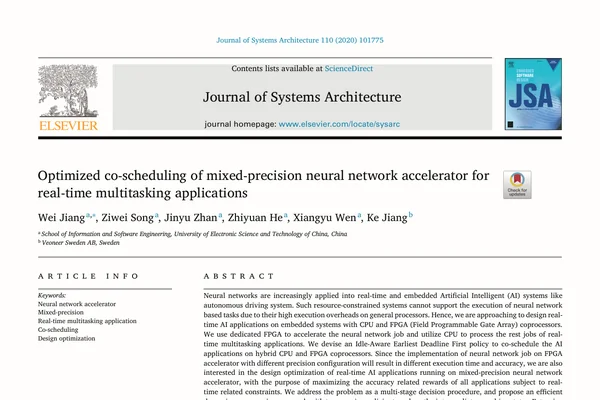 Journal of Systems Architecture 110 (2020) 101775
Contents lists available at ScienceDirect
Journal of Systems Architecture
journal homepage: www.elsevier.com/locate/sysarc
ELSEVIER
JSA
Optimized co-scheduling of mixed-precision neural network accelerator for
real-time multitasking applications
Check for
updates
Wei Jiang a,*, Ziwei Song a, Jinyu Zhan a, Zhiyuan He a, Xiangyu Wen a, Ke Jiang b
a School of Information and Software Engineering, University of Electronic Science and Technology of China, China
b Veoneer Sweden AB, Sweden
ARTICLE INFO
Keywords:
Neural network accelerator
Mixed-precision
Real-time multitasking application
Co-scheduling
Design optimization
ABSTRACT
Neural networks are increasingly applied into real-time and embedded Artificial Intelligent (AI) systems like
autonomous driving system. Such resource-constrained systems cannot support the execution of neural network
based tasks due to their high execution overheads on general processors. Hence, we are approaching to design real-
time AI applications on embedded systems with CPU and FPGA (Field Programmable Gate Array) coprocessors.
We use dedicated FPGA to accelerate the neural network job and utilize CPU to process the rest jobs of real-
time multitasking applications. We devise an Idle-Aware Earliest Deadline First policy to co-schedule the AI
applications on hybrid CPU and FPGA coprocessors. Since the implementation of neural network job on FPGA
accelerator with different precision configuration will result in different execution time and accuracy, we are also
interested in the design optimization of real-time AI applications running on mixed-precision neural network
accelerator, with the purpose of maximizing the accuracy related rewards of all applications subject to real-
time related constraints. We address the problem as a multi-stage decision procedure, and propose an efficient